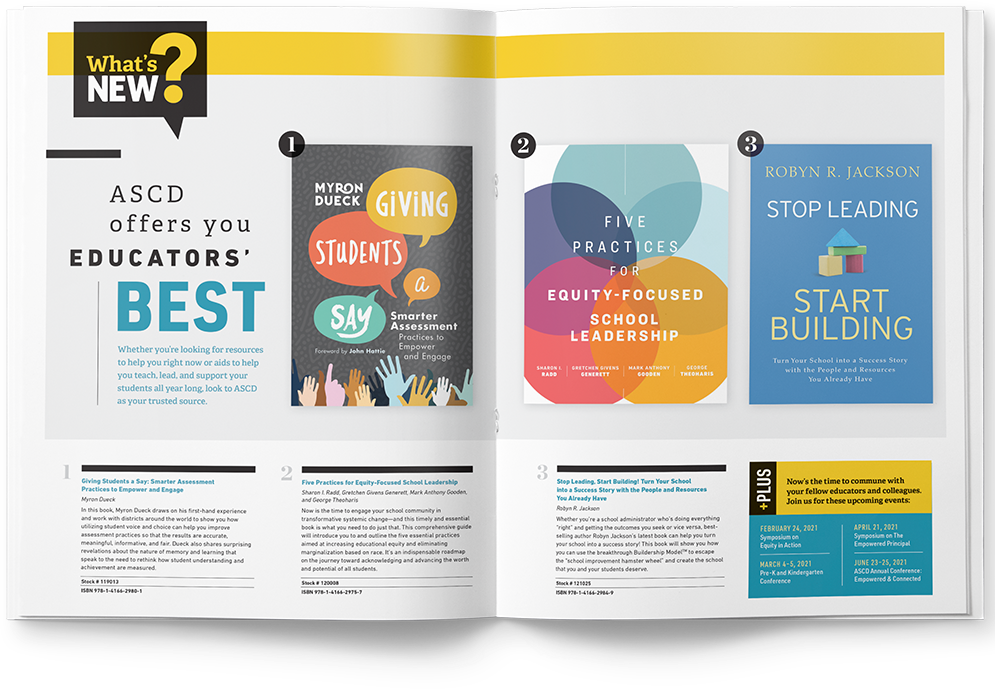 What's
NEW?
ASCD
offers you
EDUCATORS'
BEST
Whether you're looking for resources
to help you right now or aids to help
you teach, lead, and support your
students all year long, look to ASCD
as your trusted source.
1
MYRON
DUECK
GIVING
STUDENTS
a
SAY
Smarter
Assessment
Practices to
Empower
and Engage
Foreword by John Hattie
2
FIVE
PRACTICES
FOR
EQUITY-FOCUSED
SCHOOL
LEADERSHIP
SHARON I. RADD
GRETCHEN GIVENS GENERETT
MARK ANTHONY GOODEN
GEORGE THEOHARIS
3
ROBYN R. JACKSON
STOP LEADING
START
BUILDING
Turn Your School into a Success Story
with the People and Resources
You Already Have
1
Giving Students a Say: Smarter Assessment
Practices to Empower and Engage
Myron Dueck
In this book, Myron Dueck draws on his first-hand experience
and work with districts around the world to show you how
utilizing student voice and choice can help you improve
assessment practices so that the results are accurate,
meaningful, informative, and fair. Dueck also shares surprising
revelations about the nature of memory and learning that
speak to the need to rethink how student understanding and
achievement are measured.
Stock # 119013
ISBN 978-1-4166-2980-1
2
Five Practices for Equity-Focused School Leadership
Sharon I. Radd, Gretchen Givens Generett, Mark Anthony Gooden,
and George Theoharis
Now is the time to engage your school community in
transformative systemic change—and this timely and essential
book is what you need to do just that. This comprehensive guide
will introduce you to and outline the five essential practices
aimed at increasing educational equity and eliminating
marginalization based on race. It's an indispensable roadmap
on the journey toward acknowledging and advancing the worth
and potential of all students.
Stock # 120008
ISBN 978-1-4166-2975-7
3
Stop Leading, Start Building! Turn Your School
into a Success Story with the People and Resources
You Already Have
Robyn R. Jackson
Whether you're a school administrator who's doing everything
"right" and getting the outcomes you seek or vice versa, best-
selling author Robyn Jackson's latest book can help you turn
your school into a success story! This book will show you how
you can use the breakthrough Buildership Model™ to escape
the "school improvement hamster wheel" and create the school
that you and your students deserve.
Stock # 121025
ISBN 978-1-4166-2984-9
+PLUS
Now's the time to commune with
your fellow educators and colleagues.
Join us for these upcoming events:
FEBRUARY 24, 2021
Symposium on
Equity in Action
MARCH 4-5, 2021
Pre-K and Kindergarten
Conference
APRIL 21, 2021
Symposium on The
Empowered Principal
JUNE 23-25, 2021
ASCD Annual Conference:
Empowered & Connected